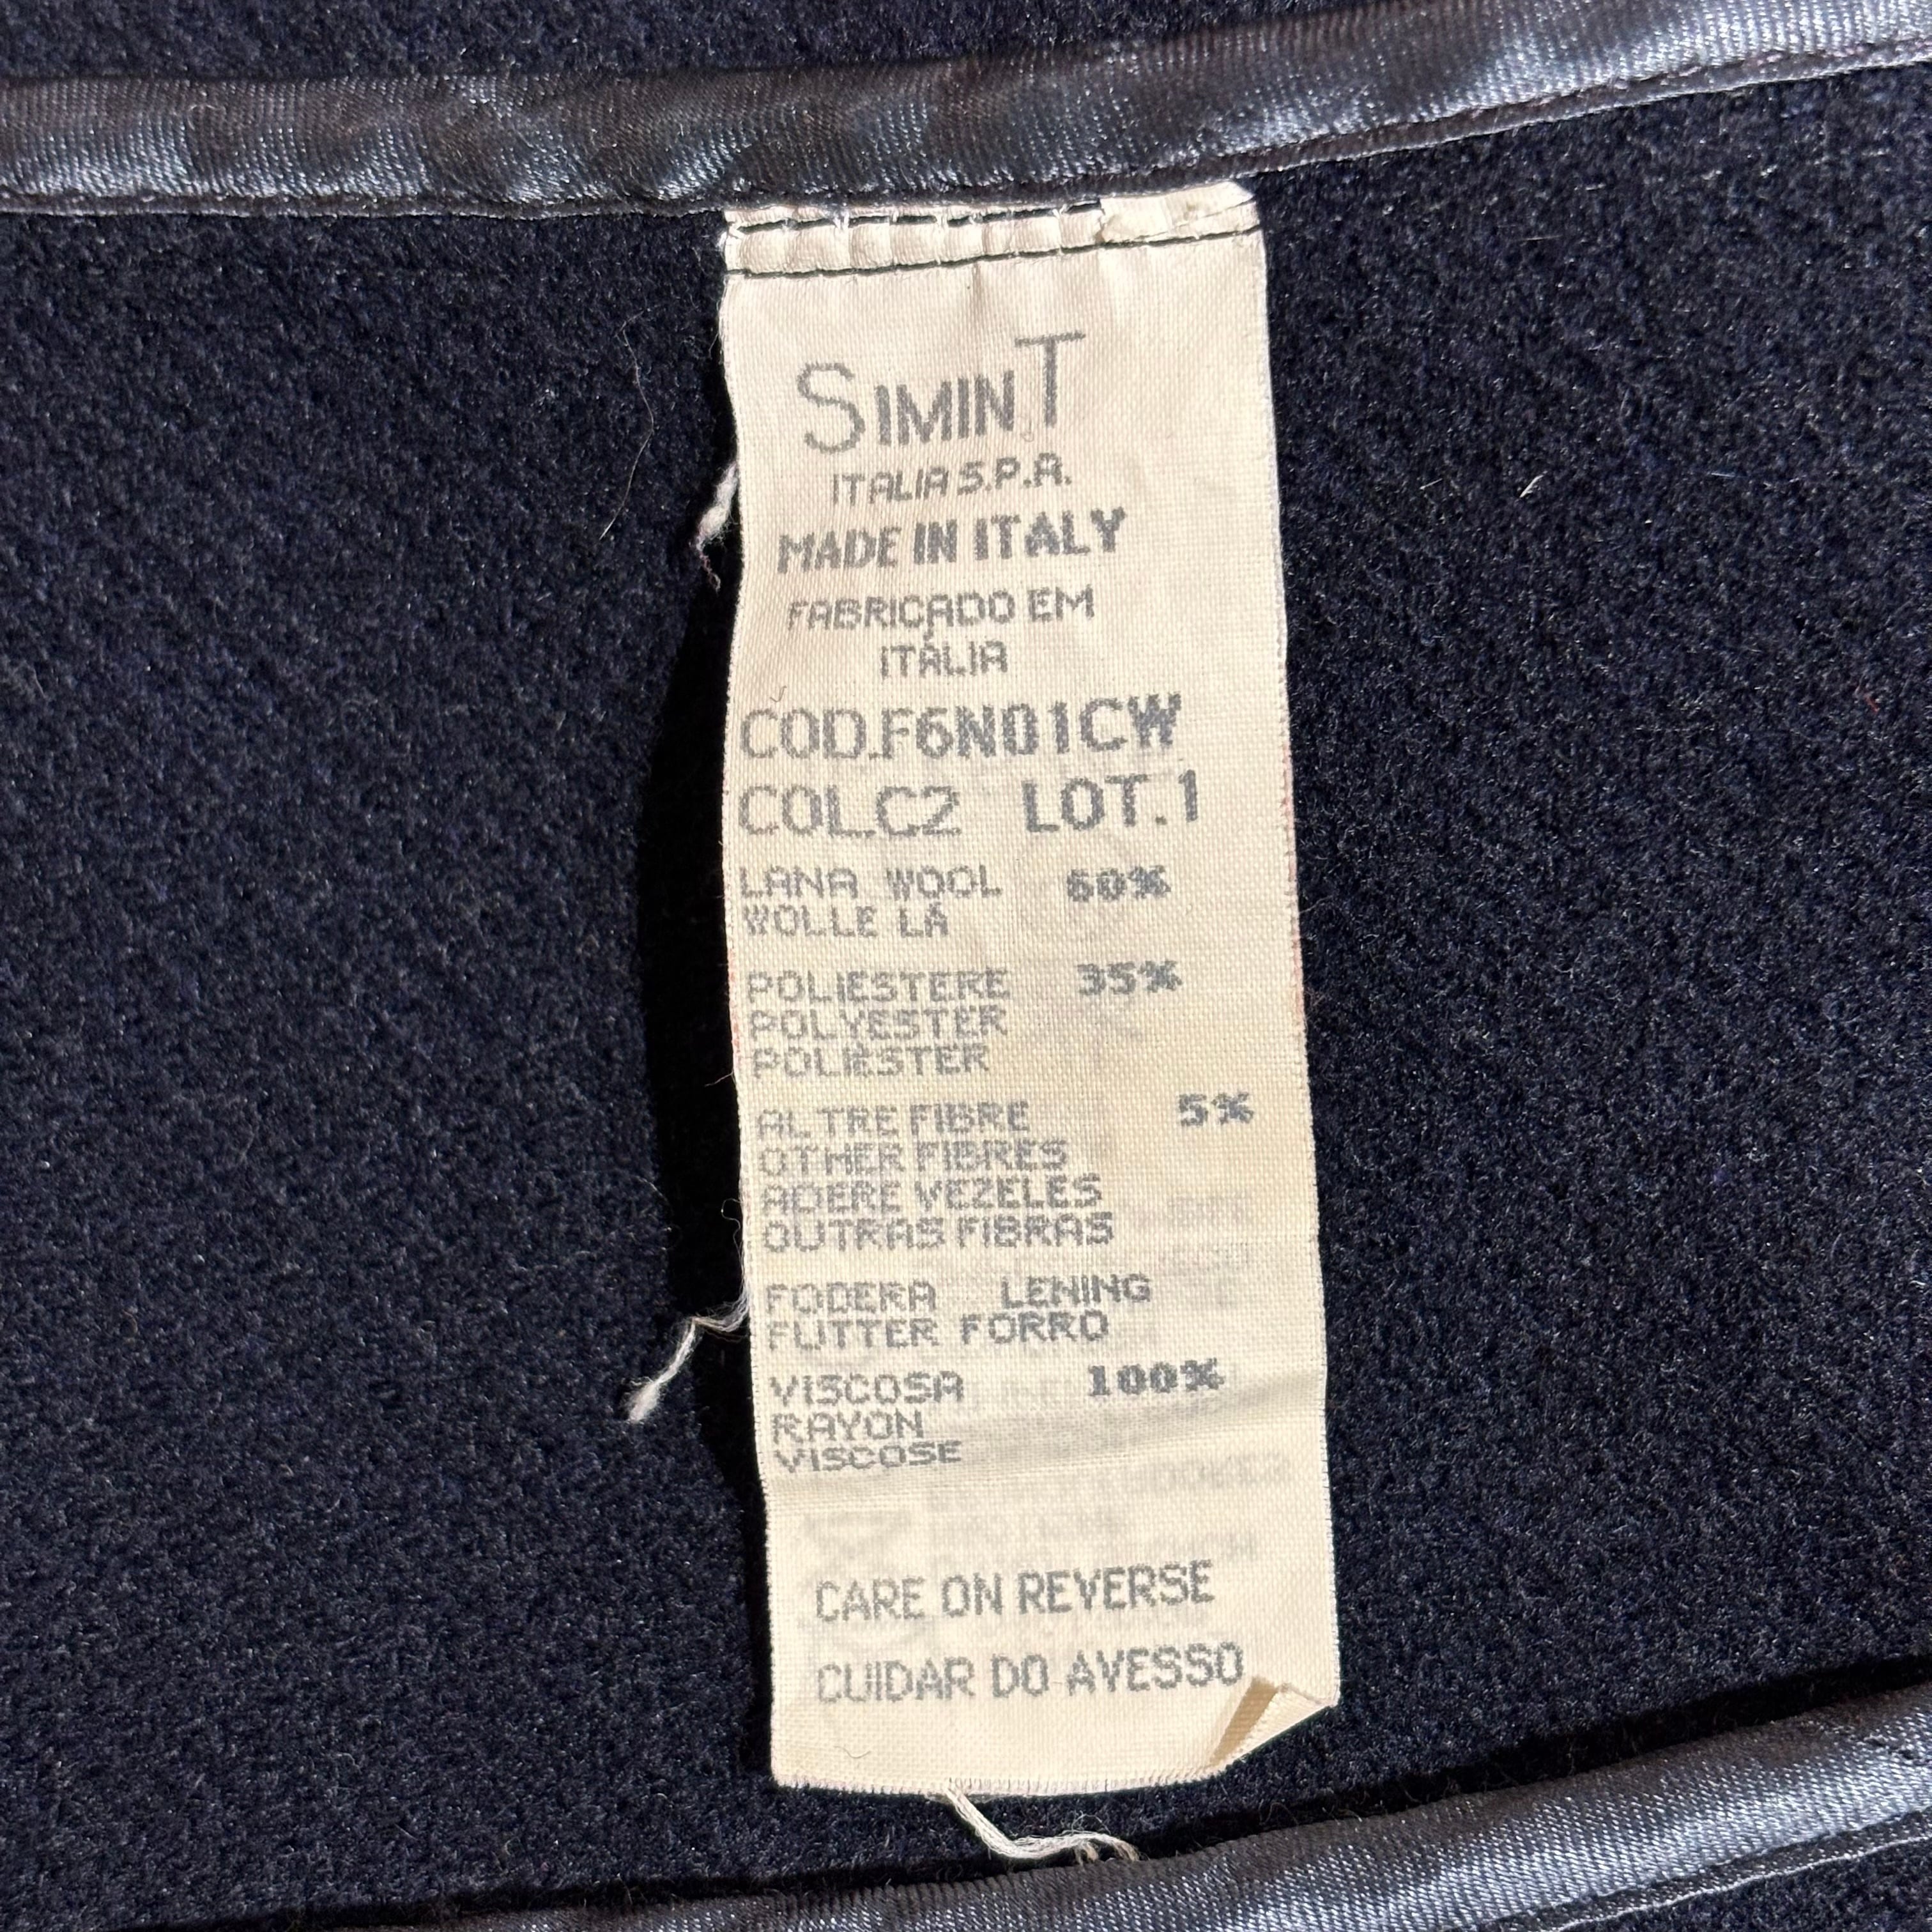 SIMINT
ITALIA S.P.A.
MADE IN ITALY
FABRICADO EM
ITÁLIA
COD.F6N01CW
COL.C2 LOT.1
LANA WOOL 60%
WOLLE LÁ
POLIESTERE 35%
POLYESTER
POLIÈSTER
ALTRE FIBRE 5%
OTHER FIBRES
ADERE VEZELES
OUTRAS FIBRAS
FODERA LENING
FUTTER FORRO
VISCOSA 100%
RAYON
VISCOSE
CARE ON REVERSE
CUIDAR DO AVESSO